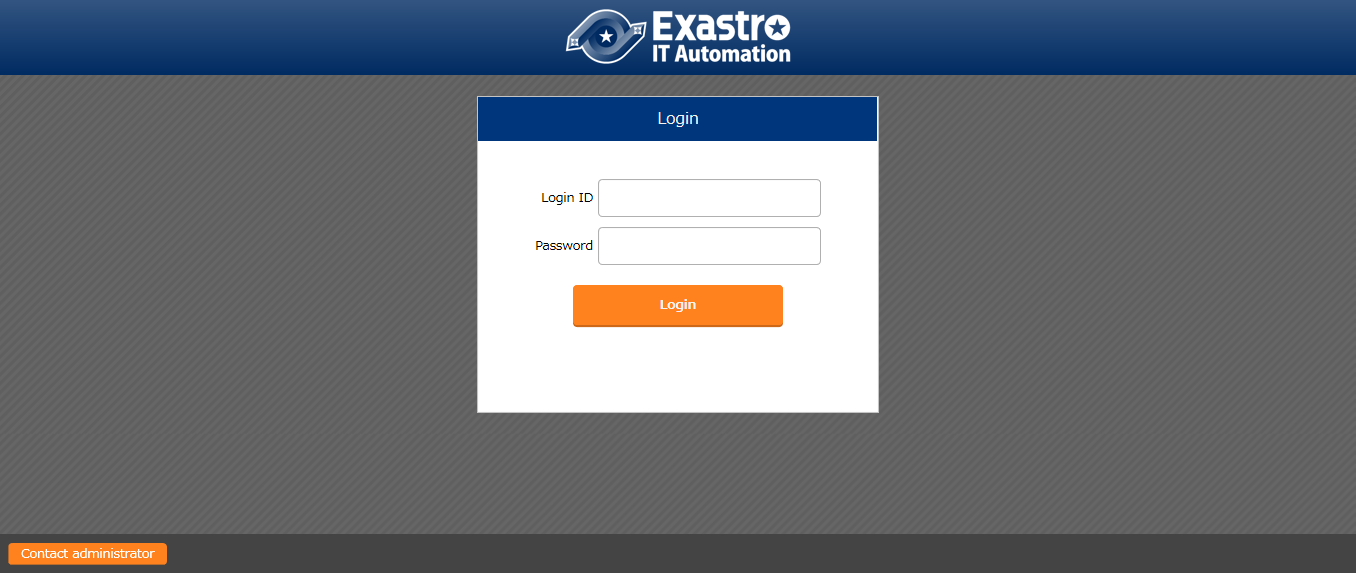 Exastro
IT Automation
Login
Login ID
Password
Login
Contact administrator